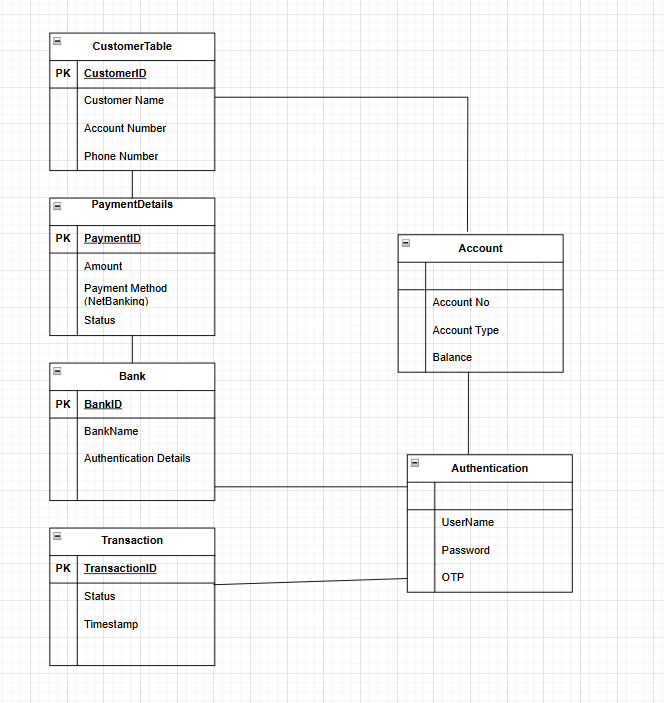 CustomerTable
PK CustomerID
Customer Name
Account Number
Phone Number
PaymentDetails
PK PaymentID
Amount
Payment Method
(NetBanking)
Status
Bank
PK BankID
BankName
Authentication Details
Transaction
PK TransactionID
Status
Timestamp
Account
Account No
Account Type
Balance
Authentication
UserName
Password
OTP